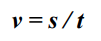 v = s / t